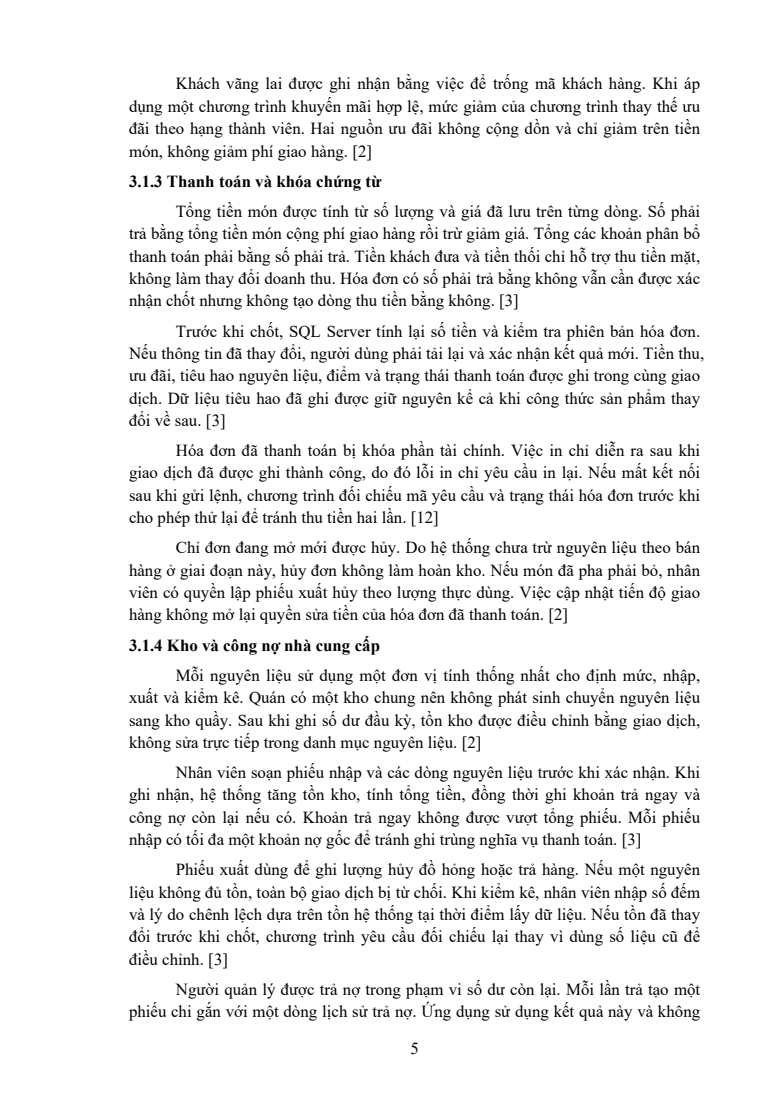 Khách vãng lai được ghi nhận bằng việc để trống mã khách hàng. Khi áp
dụng một chương trình khuyến mãi hợp lệ, mức giảm của chương trình thay thế ưu
đãi theo hạng thành viên. Hai nguồn ưu đãi không cộng dồn và chỉ giảm trên tiền
món, không giảm phí giao hàng. [2]
3.1.3 Thanh toán và khóa chứng từ
Tổng tiền món được tính từ số lượng và giá đã lưu trên từng dòng. Số phải
trả bằng tổng tiền món cộng phí giao hàng rồi trừ giảm giá. Tổng các khoản phân bổ
thanh toán phải bằng số phải trả. Tiền khách đưa và tiền thối chỉ hỗ trợ thu tiền mặt,
không làm thay đổi doanh thu. Hóa đơn có số phải trả bằng không vẫn cần được xác
nhận chốt nhưng không tạo dòng thu tiền bằng không. [3]
Trước khi chốt, SQL Server tính lại số tiền và kiểm tra phiên bản hóa đơn.
Nếu thông tin đã thay đổi, người dùng phải tải lại và xác nhận kết quả mới. Tiền thu,
ưu đãi, tiêu hao nguyên liệu, điểm và trạng thái thanh toán được ghi trong cùng giao
dịch. Dữ liệu tiêu hao đã ghi được giữ nguyên kể cả khi công thức sản phẩm thay
đổi về sau. [3]
Hóa đơn đã thanh toán bị khóa phần tài chính. Việc in chỉ diễn ra sau khi
giao dịch đã được ghi thành công, do đó lỗi in chỉ yêu cầu in lại. Nếu mất kết nối
sau khi gửi lệnh, chương trình đối chiếu mã yêu cầu và trạng thái hóa đơn trước khi
cho phép thử lại để tránh thu tiền hai lần. [12]
Chỉ đơn đang mở mới được hủy. Do hệ thống chưa trừ nguyên liệu theo bán
hàng ở giai đoạn này, hủy đơn không làm hoàn kho. Nếu món đã pha phải bỏ, nhân
viên có quyền lập phiếu xuất hủy theo lượng thực dùng. Việc cập nhật tiến độ giao
hàng không mở lại quyền sửa tiền của hóa đơn đã thanh toán. [2]
3.1.4 Kho và công nợ nhà cung cấp
Mỗi nguyên liệu sử dụng một đơn vị tính thống nhất cho định mức, nhập,
xuất và kiểm kê. Quán có một kho chung nên không phát sinh chuyển nguyên liệu
sang kho quầy. Sau khi ghi số dư đầu kỳ, tồn kho được điều chỉnh bằng giao dịch,
không sửa trực tiếp trong danh mục nguyên liệu. [2]
Nhân viên soạn phiếu nhập và các dòng nguyên liệu trước khi xác nhận. Khi
ghi nhận, hệ thống tăng tồn kho, tính tổng tiền, đồng thời ghi khoản trả ngay và
công nợ còn lại nếu có. Khoản trả ngay không được vượt tổng phiếu. Mỗi phiếu
nhập có tối đa một khoản nợ gốc để tránh ghi trùng nghĩa vụ thanh toán. [3]
Phiếu xuất dùng để ghi lượng hủy đồ hỏng hoặc trả hàng. Nếu một nguyên
liệu không đủ tồn, toàn bộ giao dịch bị từ chối. Khi kiểm kê, nhân viên nhập số đếm
và lý do chênh lệch dựa trên tồn hệ thống tại thời điểm lấy dữ liệu. Nếu tồn đã thay
đổi trước khi chốt, chương trình yêu cầu đối chiếu lại thay vì dùng số liệu cũ để
điều chỉnh. [3]
Người quản lý được trả nợ trong phạm vi số dư còn lại. Mỗi lần trả tạo một
phiếu chi gắn với một dòng lịch sử trả nợ. Ứng dụng sử dụng kết quả này và không
5